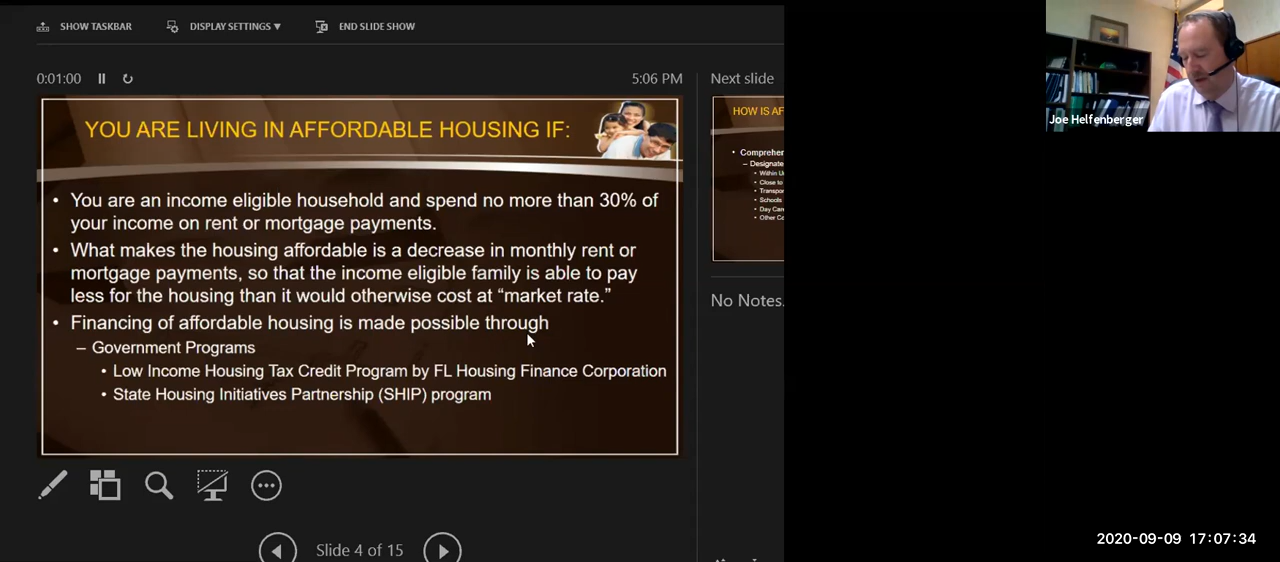 SHOW TASKBAR
DISPLAY SETTINGS ▼
END SLIDE SHOW
0:01:00
5:06 PM
Next slide
YOU ARE LIVING IN AFFORDABLE HOUSING IF:
• You are an income eligible household and spend no more than 30% of
your income on rent or mortgage payments.
• What makes the housing affordable is a decrease in monthly rent or
mortgage payments, so that the income eligible family is able to pay
less for the housing than it would otherwise cost at “market rate.”
• Financing of affordable housing is made possible through
– Government Programs
• Low Income Housing Tax Credit Program by FL Housing Finance Corporation
• State Housing Initiatives Partnership (SHIP) program
HOW IS AF
• Comprehen
– Designate
• Within U
• Close to
• Transpor
• Schools
• Day Care
• Other Co
No Notes.
Slide 4 of 15
Joe Helfenberger
2020-09-09 17:07:34